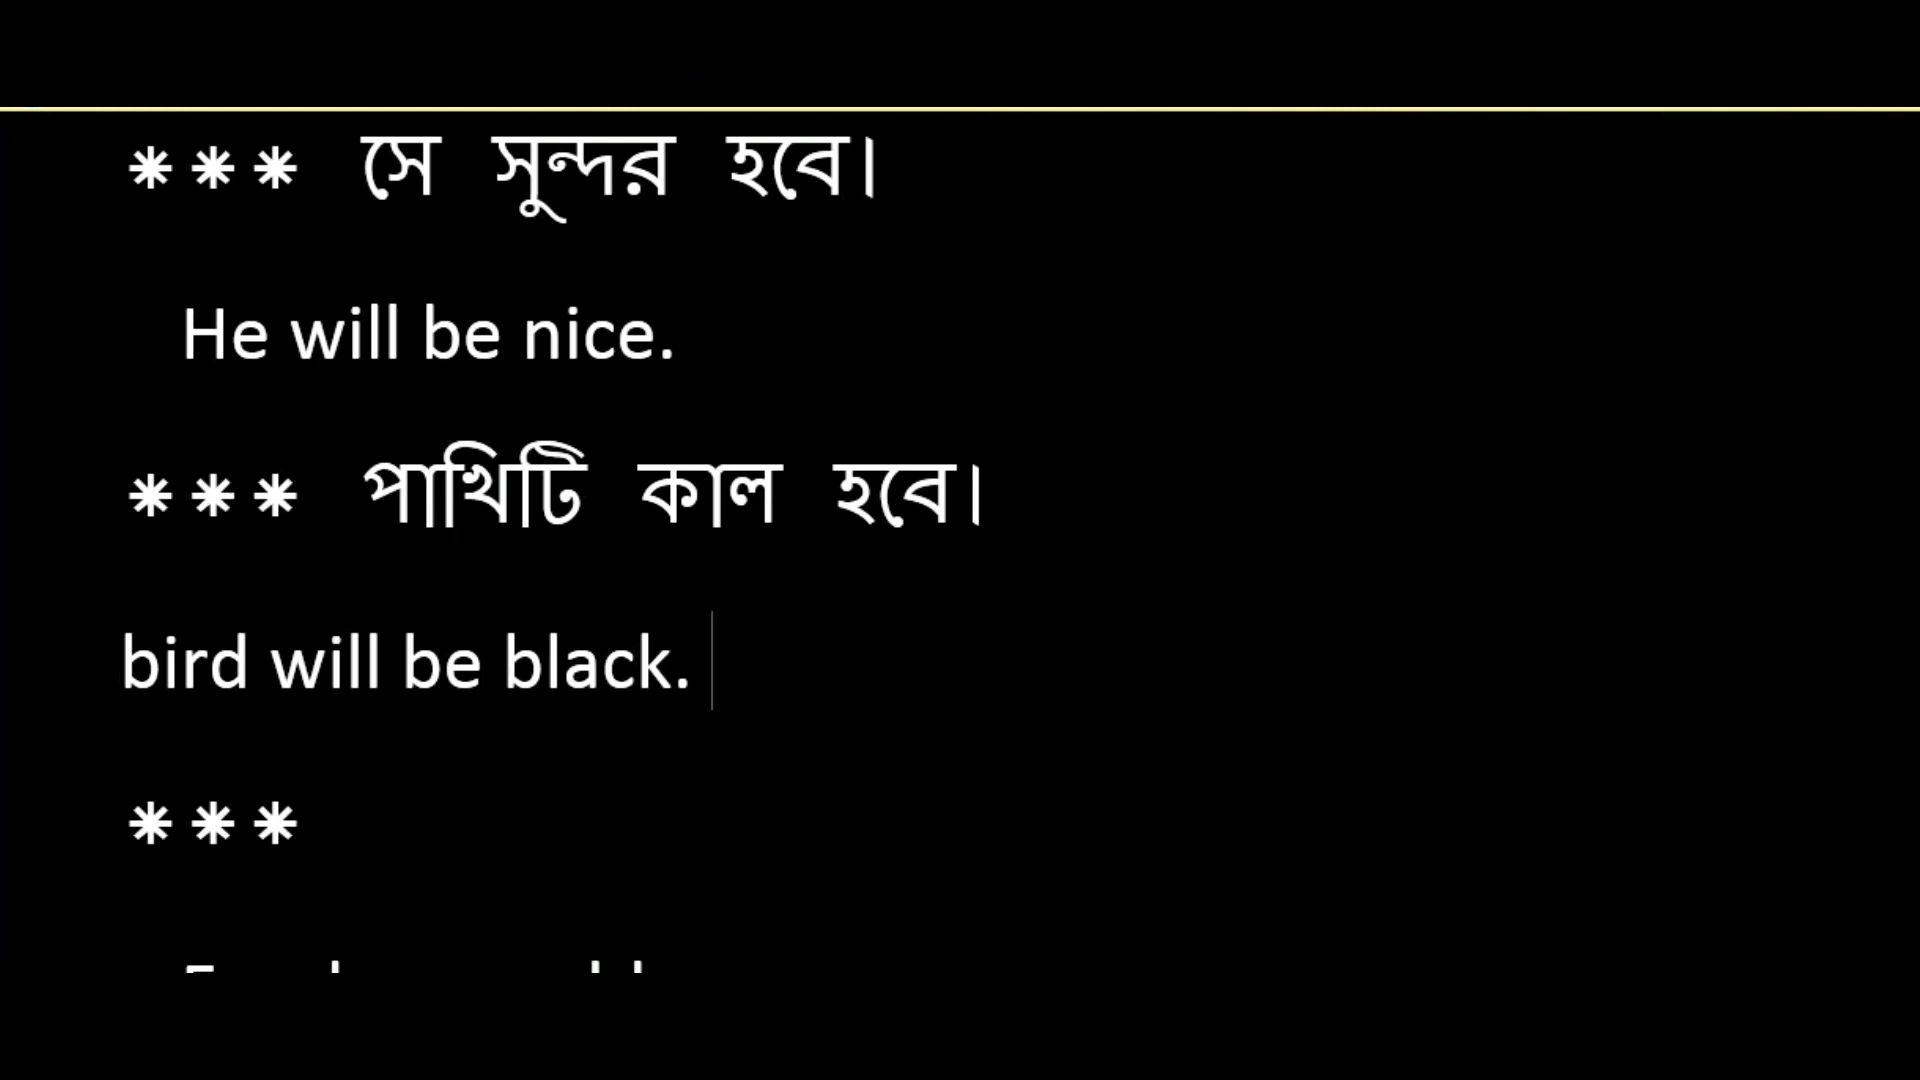 *** সে সুন্দর হবে।
He will be nice.
*** পাখিটি কাল হবে।
bird will be black.
***